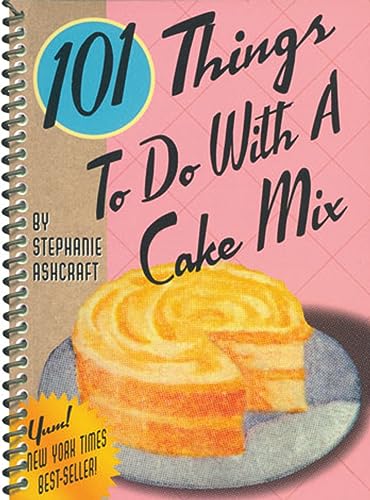 101 Things
To Do With A
Cake Mix
BY
STEPHANIE
ASHCRAFT
Yum!
NEW YORK TIMES
BEST-SELLER!